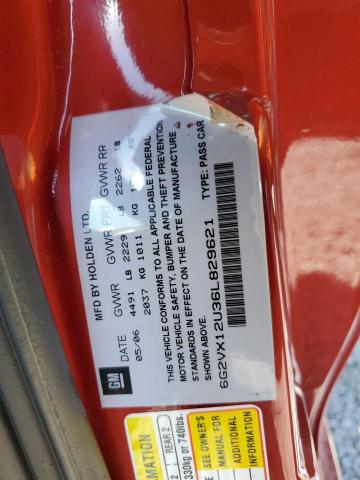 MFD BY HOLDEN LTD.
DATE GVWR GVWR FRT GVWR RR
05/06 4491 LB 2229 LB 2262 LB
2037 KG 1011 KG KG
THIS VEHICLE CONFORMS TO ALL APPLICABLE FEDERAL
MOTOR VEHICLE SAFETY, BUMPER AND THEFT PREVENTION
STANDARDS IN EFFECT ON THE DATE OF MANUFACTURE
SHOWN ABOVE. TYPE: PASS CAR
6G2VX12U36L829621
GM
REAR 2
330kg or 740lbs.
SEE OWNER'S
MANUAL FOR
ADDITIONAL
INFORMATION